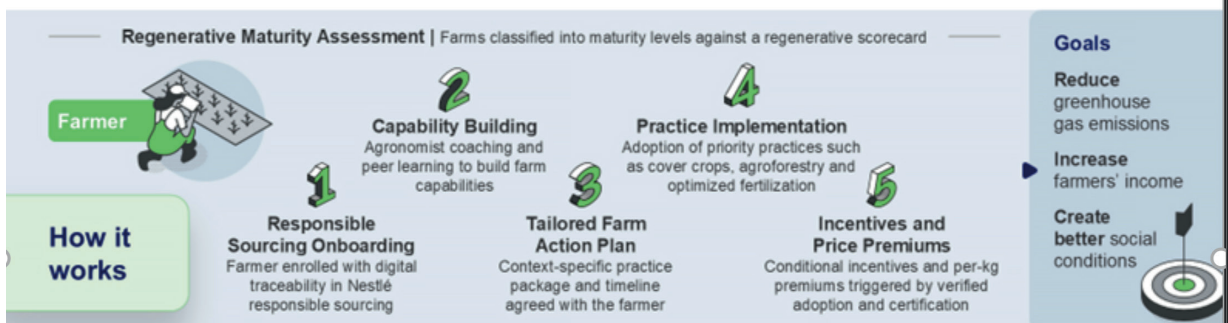 Regenerative Maturity Assessment | Farms classified into maturity levels against a regenerative scorecard
Farmer
How it
works
1
Responsible
Sourcing Onboarding
Farmer enrolled with digital
traceability in Nestlé
responsible sourcing
2
Capability Building
Agronomist coaching and
peer learning to build farm
capabilities
3
Tailored Farm
Action Plan
Context-specific practice
package and timeline
agreed with the farmer
4
Practice Implementation
Adoption of priority practices such
as cover crops, agroforestry and
optimized fertilization
5
Incentives and
Price Premiums
Conditional incentives and per-kg
premiums triggered by verified
adoption and certification
Goals
Reduce
greenhouse
gas emissions
Increase
farmers' income
Create
better social
conditions